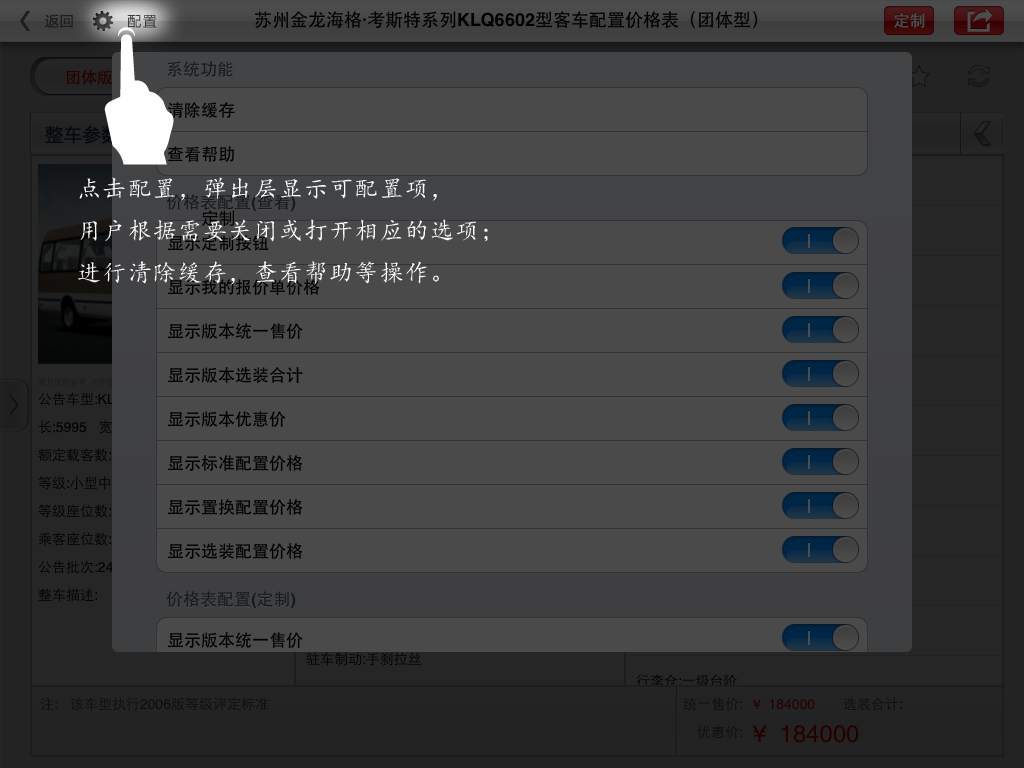 返回
配置
苏州金龙海格·考斯特系列KLQ6602型客车配置价格表（团体型）
定制
团体版
系统功能
清除缓存
整车参数
查看帮助
点击配置，弹出层显示可配置项，
价格表配置(查看)
定制
用户根据需要关闭或打开相应的选项；
显示定制按钮
进行清除缓存，查看帮助等操作。
显示我的报价单价格
显示版本统一售价
显示版本选装合计
公告车型:KL
显示版本优惠价
长:5995 宽
额定载客数:
显示标准配置价格
等级:小型中
显示置换配置价格
等级座位数:
乘客座位数:
显示选装配置价格
公告批次:24
整车描述:
价格表配置(定制)
显示版本统一售价
驻车制动:手刹拉丝
行李仓:一级台阶
注: 该车型执行2006版等级评定标准
统一售价: ￥ 184000 选装合计:
优惠价: ￥ 184000